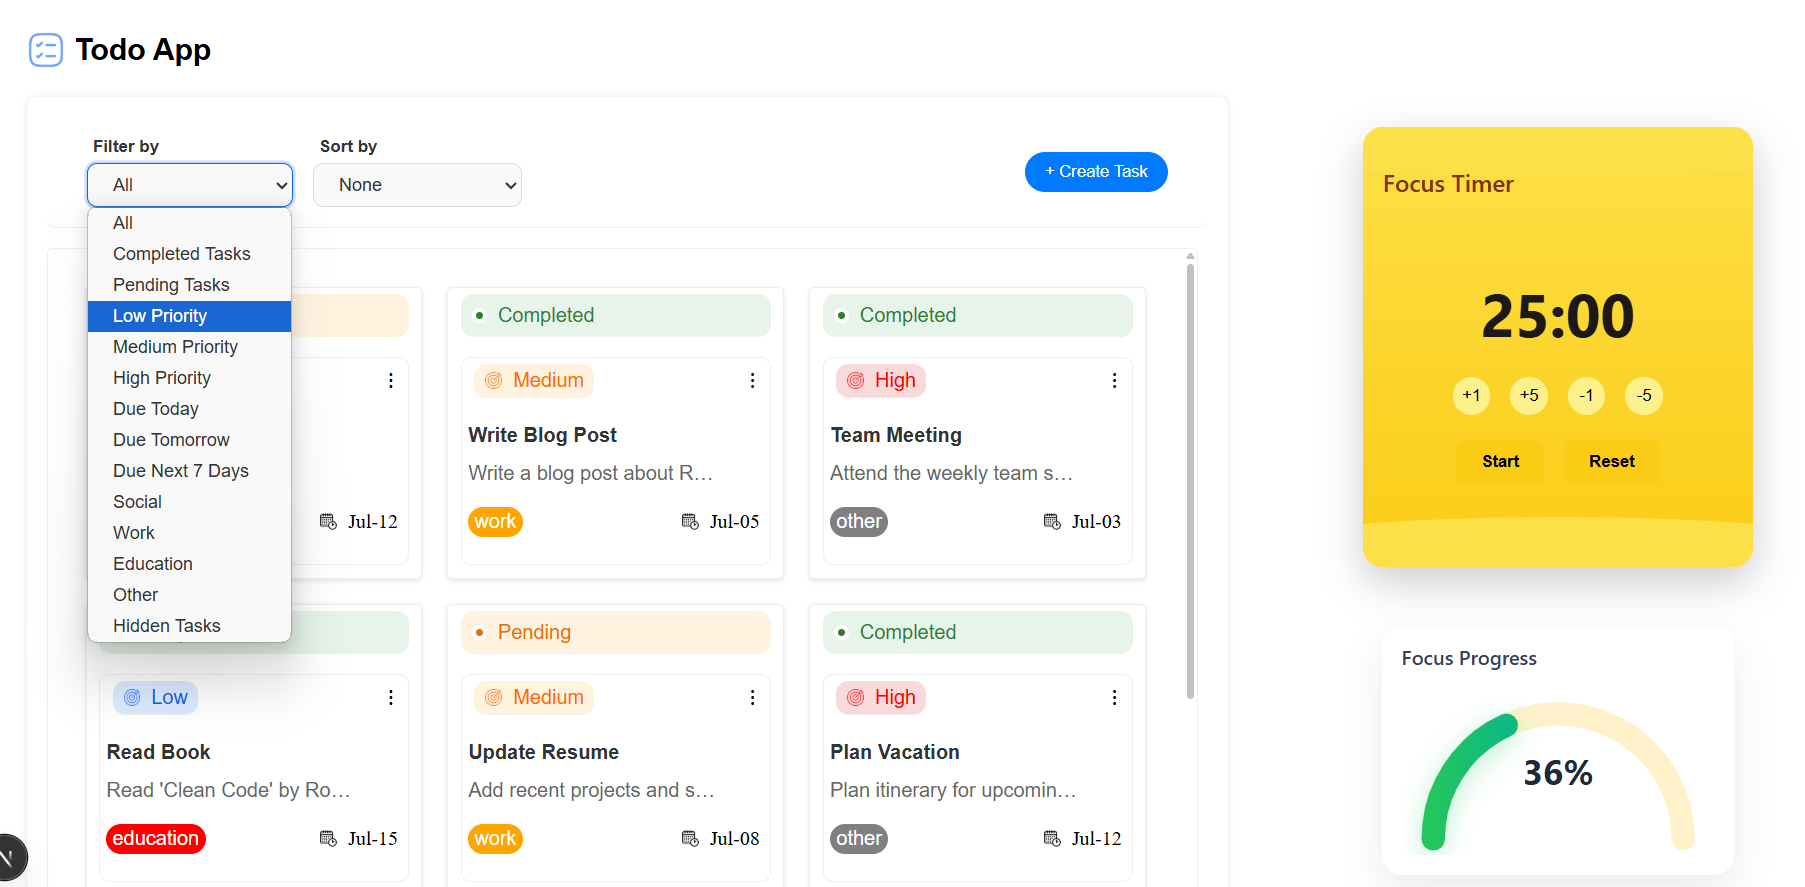 Todo App
Filter by
Sort by
All
None
+ Create Task
All
Completed Tasks
Pending Tasks
Low Priority
Medium Priority
High Priority
Due Today
Due Tomorrow
Due Next 7 Days
Social
Work
Education
Other
Hidden Tasks
Jul-12
Completed
Medium
Write Blog Post
Write a blog post about R...
work
Jul-05
Completed
High
Team Meeting
Attend the weekly team s...
other
Jul-03
Low
Read Book
Read 'Clean Code' by Ro...
education
Jul-15
Pending
Medium
Update Resume
Add recent projects and s...
work
Jul-08
Completed
High
Plan Vacation
Plan itinerary for upcomin...
other
Jul-12
Focus Timer
25:00
+1 +5 -1 -5
Start Reset
Focus Progress
36%
N